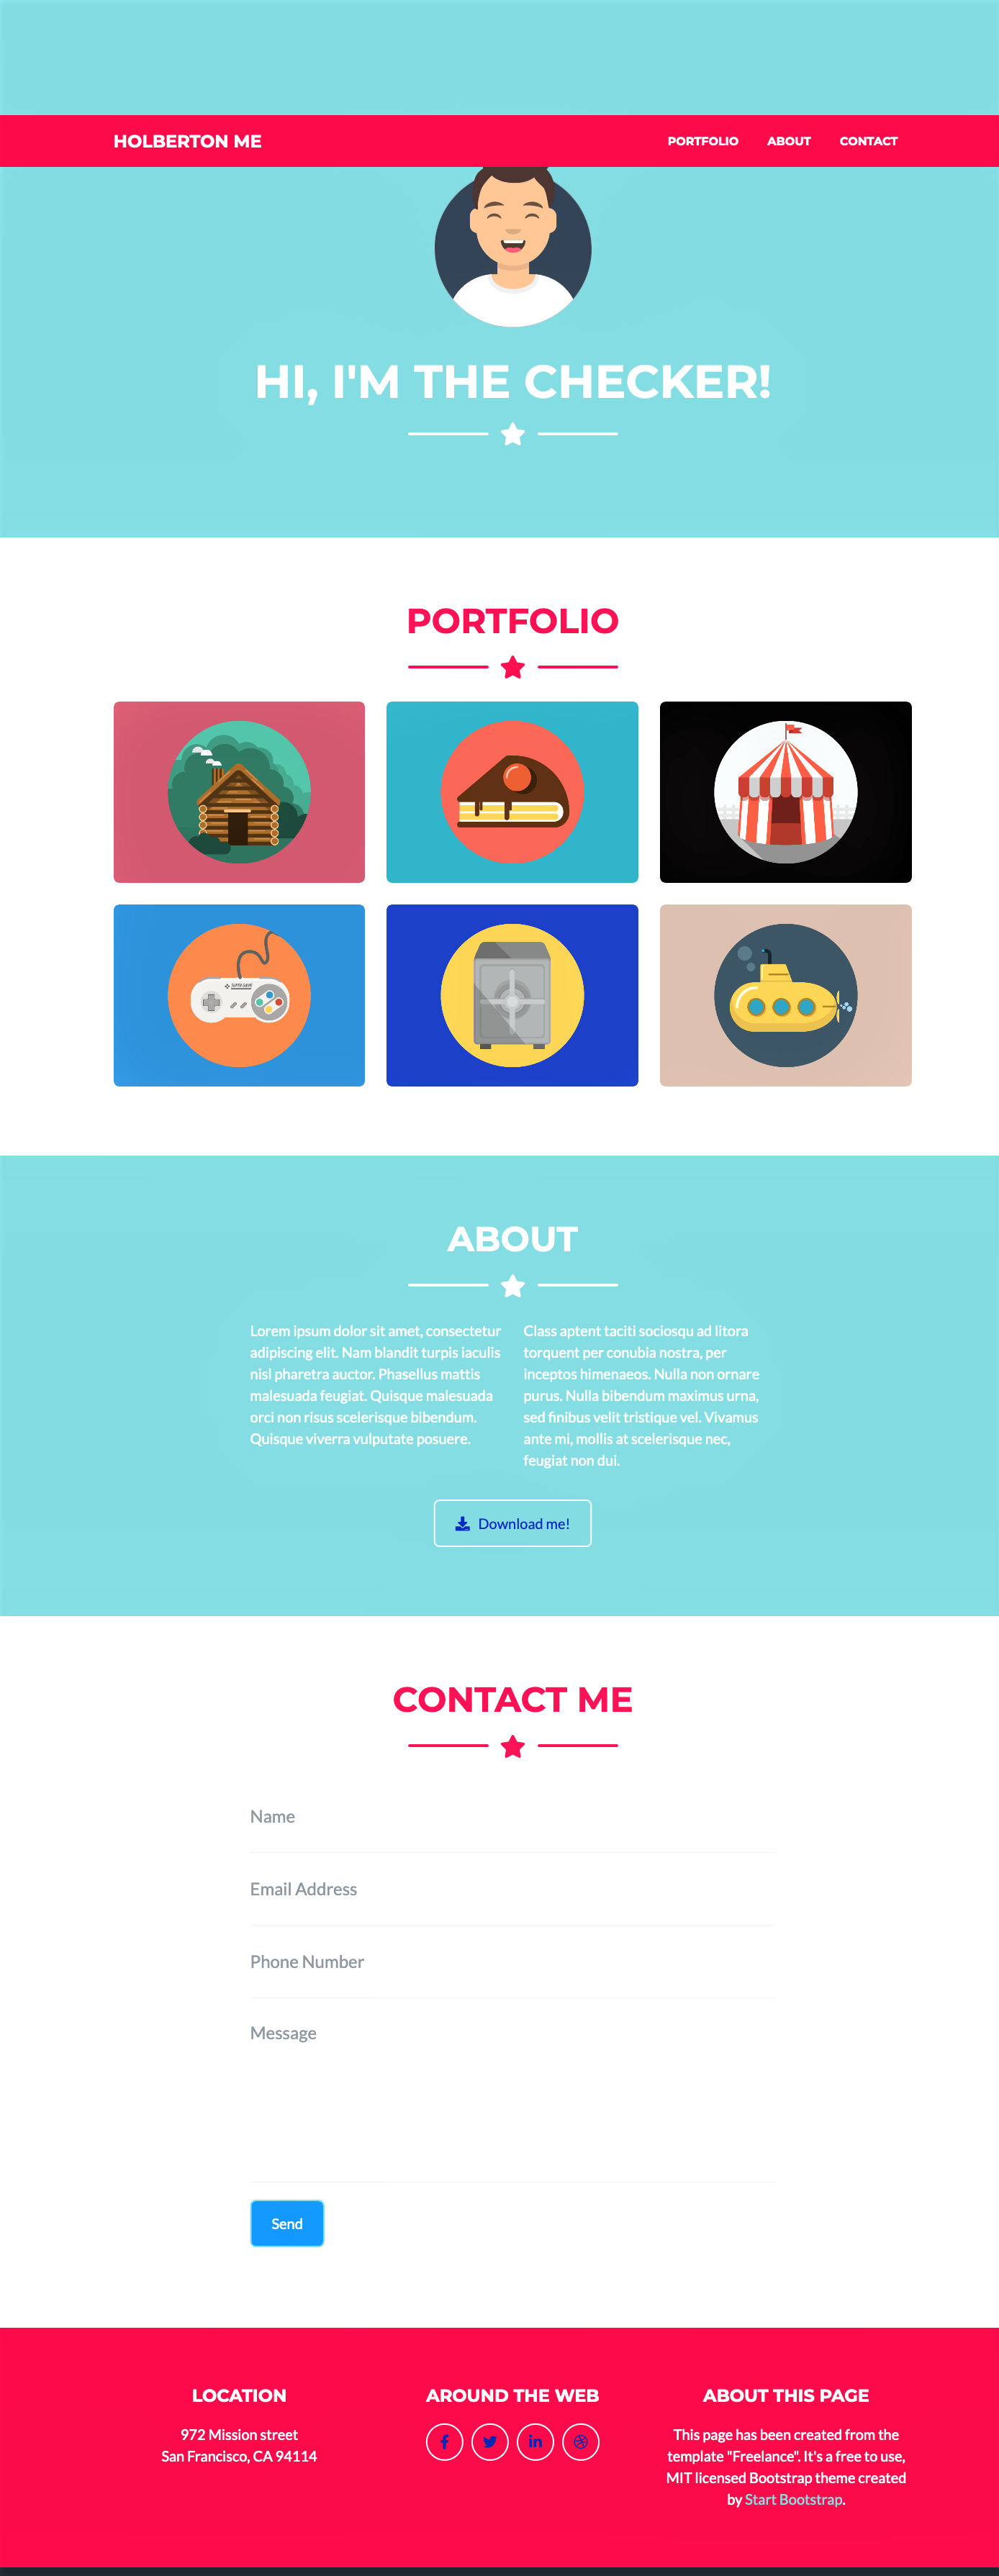 HOLBERTON ME
PORTFOLIO ABOUT CONTACT
HI, I'M THE CHECKER!
PORTFOLIO
SUPER GAME
ABOUT
Lorem ipsum dolor sit amet, consectetur
adipiscing elit. Nam blandit turpis iaculis
nisl pharetra auctor. Phasellus mattis
malesuada feugiat. Quisque malesuada
orci non risus scelerisque bibendum.
Quisque viverra vulputate posuere.
Class aptent taciti sociosqu ad litora
torquent per conubia nostra, per
inceptos himenaeos. Nulla non ornare
purus. Nulla bibendum maximus urna,
sed finibus velit tristique vel. Vivamus
ante mi, mollis at scelerisque nec,
feugiat non dui.
Download me!
CONTACT ME
Name
Email Address
Phone Number
Message
Send
LOCATION
972 Mission street
San Francisco, CA 94114
AROUND THE WEB
ABOUT THIS PAGE
This page has been created from the
template "Freelance". It's a free to use,
MIT licensed Bootstrap theme created
by Start Bootstrap.